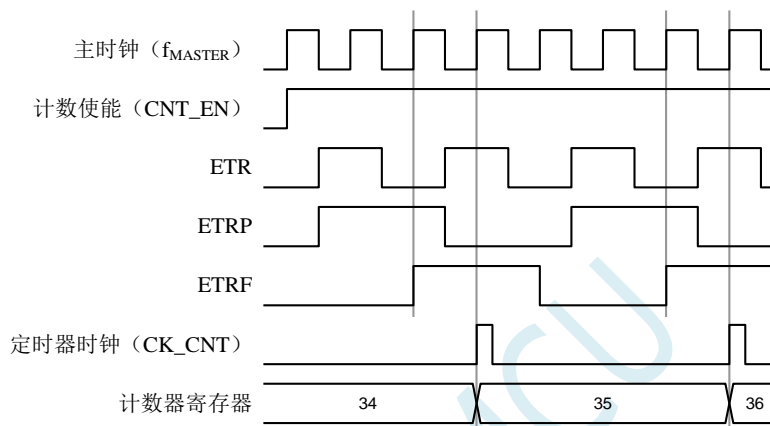 主时钟（fMASTER）
计数使能（CNT_EN）
ETR
ETRP
ETRF
定时器时钟（CK_CNT）
计数器寄存器 34 35 36
MCU